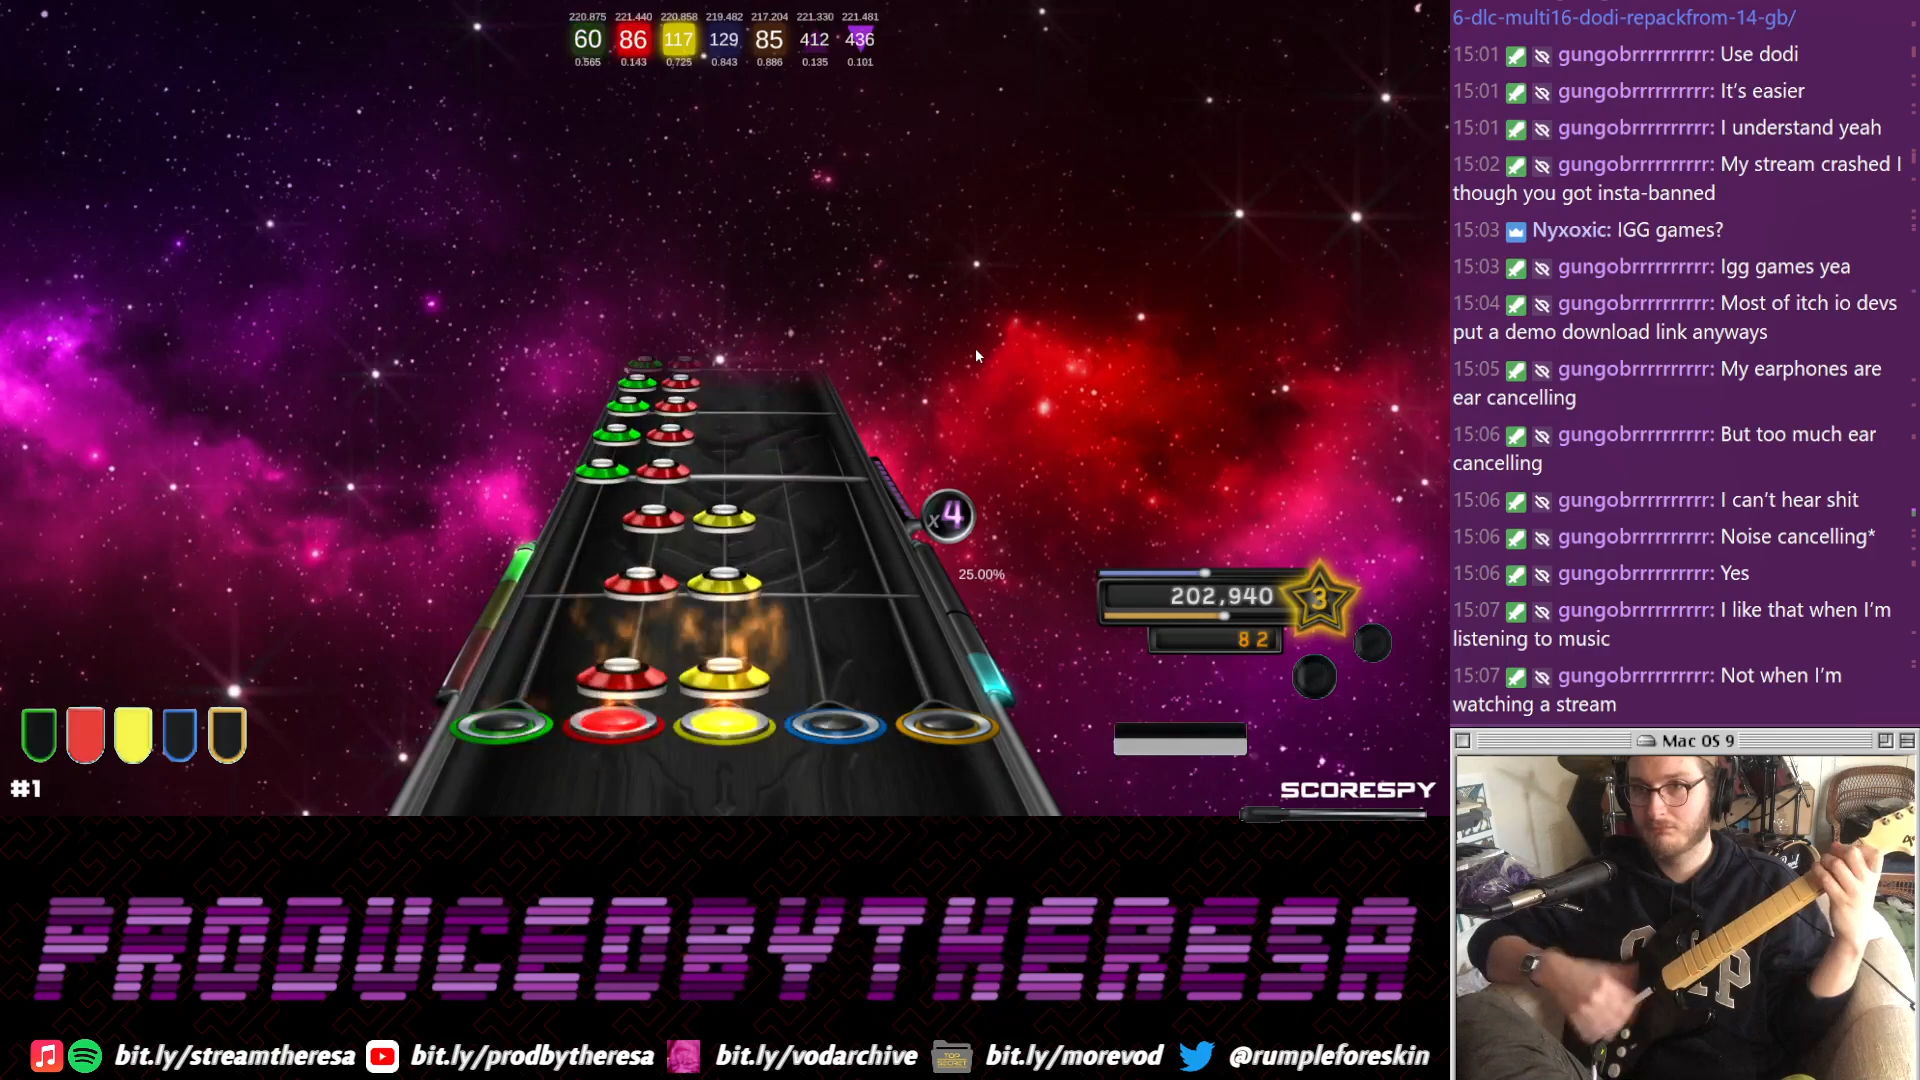 220.875 221.440 220.858 219.482 217.204 221.330 221.481
60 86 117 129 85 412 436
0.565 0.143 0.725 0.843 0.886 0.135 0.101
x4
25.00%
202,940
3
82
#1
SCORESPY
6-dlc-multi16-dodi-repackfrom-14-gb/
15:01 gungobrrrrrrrrrr: Use dodi
15:01 gungobrrrrrrrrrr: It's easier
15:01 gungobrrrrrrrrrr: I understand yeah
15:02 gungobrrrrrrrrrr: My stream crashed I
though you got insta-banned
15:03 Nyxoxic: IGG games?
15:03 gungobrrrrrrrrrr: Igg games yea
15:04 gungobrrrrrrrrrr: Most of itch io devs
put a demo download link anyways
15:05 gungobrrrrrrrrrr: My earphones are
ear cancelling
15:06 gungobrrrrrrrrrr: But too much ear
cancelling
15:06 gungobrrrrrrrrrr: I can't hear shit
15:06 gungobrrrrrrrrrr: Noise cancelling*
15:06 gungobrrrrrrrrrr: Yes
15:07 gungobrrrrrrrrrr: I like that when I'm
listening to music
15:07 gungobrrrrrrrrrr: Not when I'm
watching a stream
Mac OS 9
PRODUCEDBYTHERESA
bit.ly/streamtheresa bit.ly/prodbytheresa bit.ly/vodarchive TOP SECRET bit.ly/morevod @rumpleforeskin